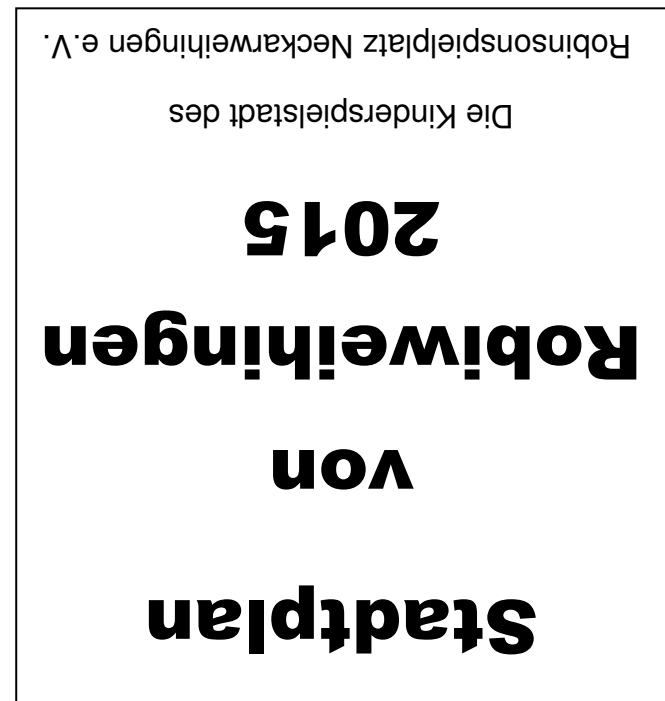 Stadtplan
von
Robiweihingen
2015
Die Kinderspielstadt des
Robinsonspielplatz Neckarweihingen e.V.